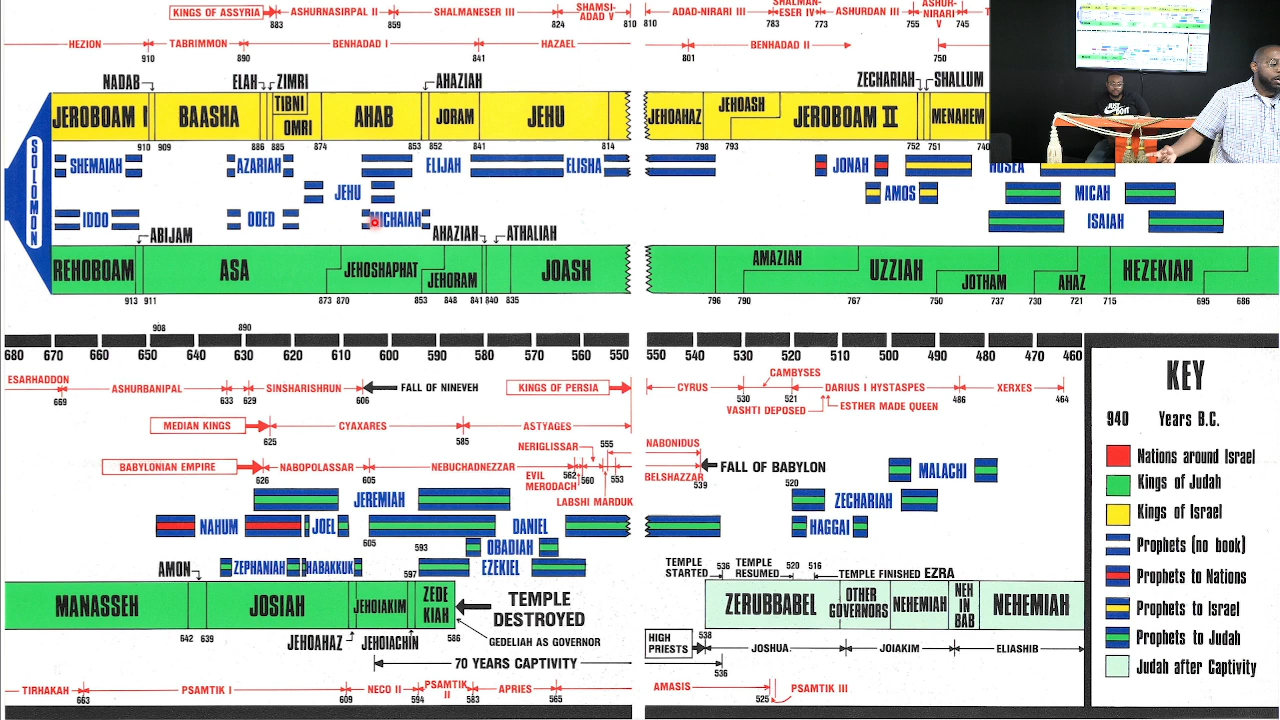 KINGS OF ASSYRIA ASHURNASIRPAL II SHALMANESER III SHAMSI-ADAD V
883 859 824 810
810 ADAD-NIRARI III SHALMAN-ESER IV ASHURDAN III ASHUR-NIRARI V
783 773 755 745
HEZION TABRIMMON BENHADAD I HAZAEL BENHADAD II
910 890 841 801 750
NADAB ELAH ZIMRI AHAZIAH ZECHARIAH SHALLUM
JEROBOAM I BAASHA TIBNI OMRI AHAB JORAM JEHU
JEHOAHAZ JEHOASH JEROBOAM II MENAHEM
910 909 886 885 874 853 852 841 814
798 793 752 751 740
SOLOMON
SHEMAIAH AZARIAH ELIJAH ELISHA JONAH HOSEA
JEHU AMOS MICAH
IDDO ODED MICHAIAH ISAIAH
ABIJAM AHAZIAH ATHALIAH
REHOBOAM ASA JEHOSHAPHAT JEHORAM JOASH
AMAZIAH UZZIAH JOTHAM AHAZ HEZEKIAH
913 911 873 870 853 848 841 840 835
796 790 767 750 737 730 721 715 695 686
908 890
680 670 660 650 640 630 620 610 600 590 580 570 560 550
550 540 530 520 510 500 490 480 470 460
ESARHADDON ASHURBANIPAL SINSHARISHRUN FALL OF NINEVEH KINGS OF PERSIA
669 633 629 606
CYRUS CAMBYSES DARIUS I HYSTASPES XERXES
530 521 486 464
VASHTI DEPOSED ESTHER MADE QUEEN
MEDIAN KINGS CYAXARES ASTYAGES
625 585
NERIGLISSAR 555 NABONIDUS
BABYLONIAN EMPIRE NABOPOLASSAR NEBUCHADNEZZAR
626 605 562 560 553
EVIL MERODACH LABSHI MARDUK
BELSHAZZAR 539 FALL OF BABYLON
MALACHI
JEREMIAH 520 ZECHARIAH
NAHUM JOEL DANIEL HAGGAI
605 593
OBADIAH
ZEPHANIAH HABAKKUK EZEKIEL
AMON 597
MANASSEH JOSIAH JEHOIAKIM ZEDEKIAH
TEMPLE DESTROYED
642 639 586
GEDELIAH AS GOVERNOR
JEHOAHAZ JEHOIACHIN
70 YEARS CAPTIVITY
TEMPLE STARTED 536 TEMPLE RESUMED 520 516 TEMPLE FINISHED EZRA
ZERUBBABEL OTHER GOVERNORS NEHEMIAH NEH IN BAB NEHEMIAH
HIGH PRIESTS 538 JOSHUA JOIAKIM ELIASHIB
536
TIRHAKAH PSAMTIK I NECO II PSAMTIK II APRIES
663 609 594 583 565
AMASIS 525 PSAMTIK III
KEY
940 Years B.C.
Nations around Israel
Kings of Judah
Kings of Israel
Prophets (no book)
Prophets to Nations
Prophets to Israel
Prophets to Judah
Judah after Captivity